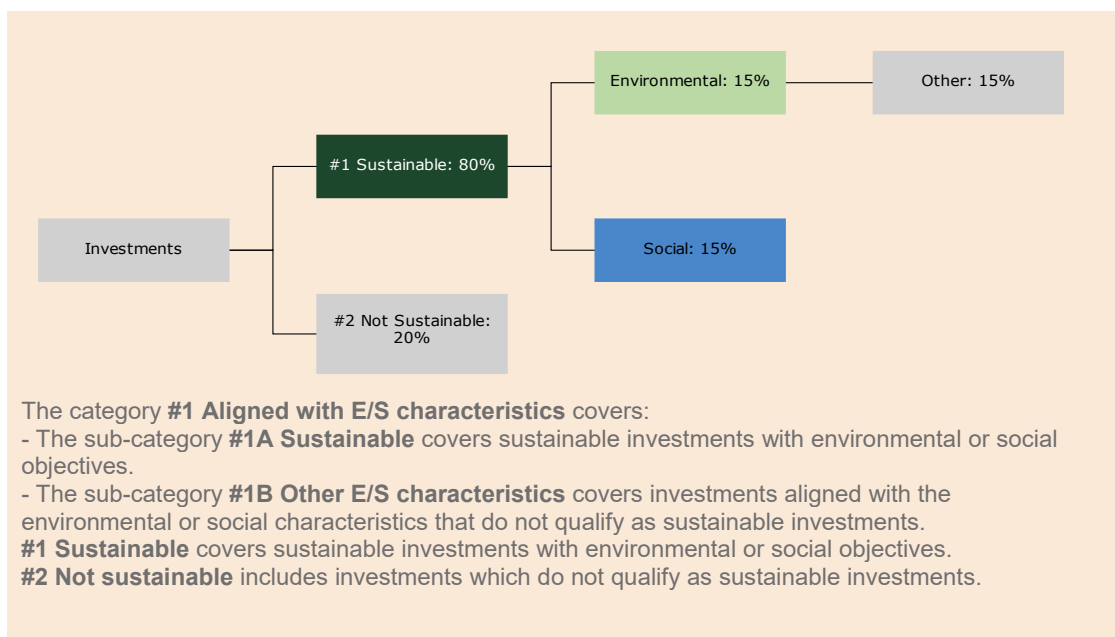 Environmental: 15%
Other: 15%
#1 Sustainable: 80%
Investments
Social: 15%
#2 Not Sustainable:
20%
The category #1 Aligned with E/S characteristics covers:
- The sub-category #1A Sustainable covers sustainable investments with environmental or social
objectives.
- The sub-category #1B Other E/S characteristics covers investments aligned with the
environmental or social characteristics that do not qualify as sustainable investments.
#1 Sustainable covers sustainable investments with environmental or social objectives.
#2 Not sustainable includes investments which do not qualify as sustainable investments.